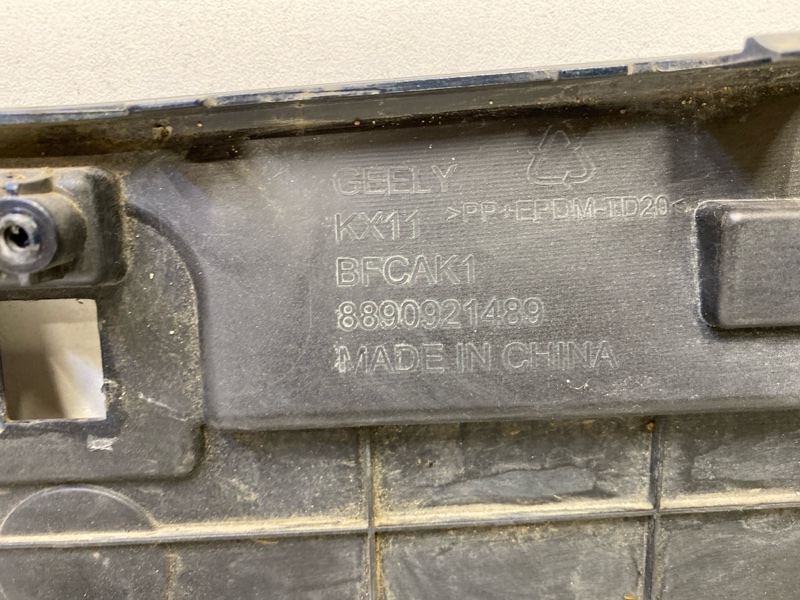 GEELY
>PP+EPDM-TD20<
KX11
BFCAK1
8890921489
MADE IN CHINA